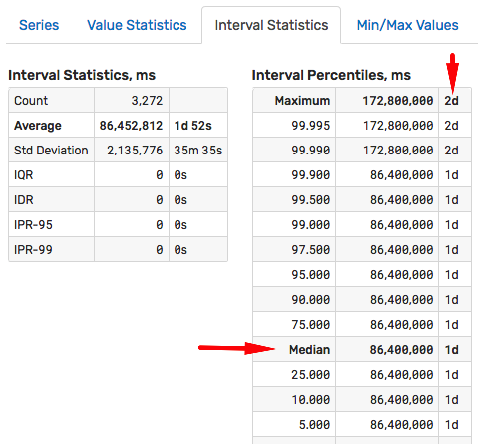 Series Value Statistics Interval Statistics Min/Max Values
Interval Statistics, ms
Count 3,272
Average 86,452,812 1d 52s
Std Deviation 2,135,776 35m 35s
IQR 0 0s
IDR 0 0s
IPR-95 0 0s
IPR-99 0 0s
Interval Percentiles, ms
Maximum 172,800,000 2d
99.995 172,800,000 2d
99.990 172,800,000 2d
99.900 86,400,000 1d
99.500 86,400,000 1d
99.000 86,400,000 1d
97.500 86,400,000 1d
95.000 86,400,000 1d
90.000 86,400,000 1d
75.000 86,400,000 1d
Median 86,400,000 1d
25.000 86,400,000 1d
10.000 86,400,000 1d
5.000 86,400,000 1d